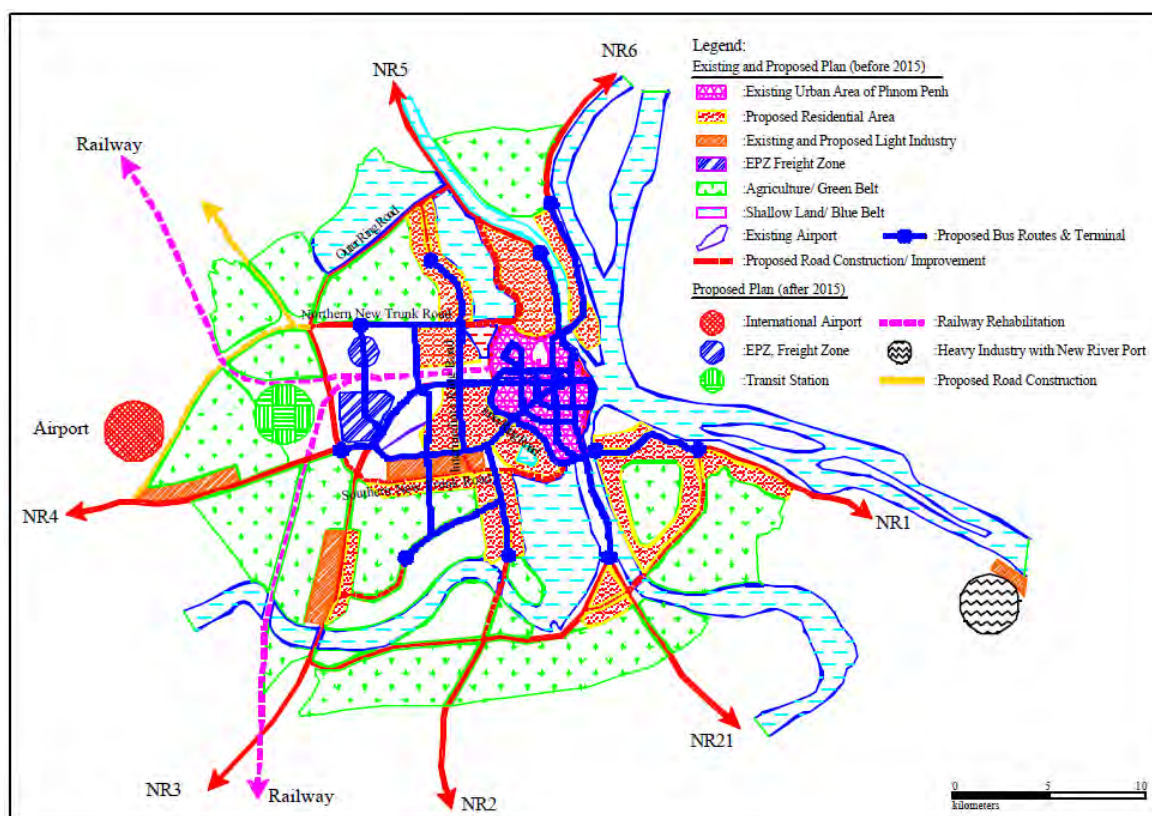 Legend:
Existing and Proposed Plan (before 2015)
:Existing Urban Area of Phnom Penh
:Proposed Residential Area
:Existing and Proposed Light Industry
:EPZ Freight Zone
:Agriculture/ Green Belt
:Shallow Land/ Blue Belt
:Existing Airport
:Proposed Bus Routes & Terminal
:Proposed Road Construction/ Improvement
Proposed Plan (after 2015)
:International Airport
:Railway Rehabilitation
:EPZ, Freight Zone
:Heavy Industry with New River Port
:Transit Station
:Proposed Road Construction
NR6
NR5
Railway
Outer Ring Road
Northern New Trunk Road
Airport
Southern New Trunk Road
NR4
NR1
NR21
NR3
Railway
NR2
0 5 10
kilometers